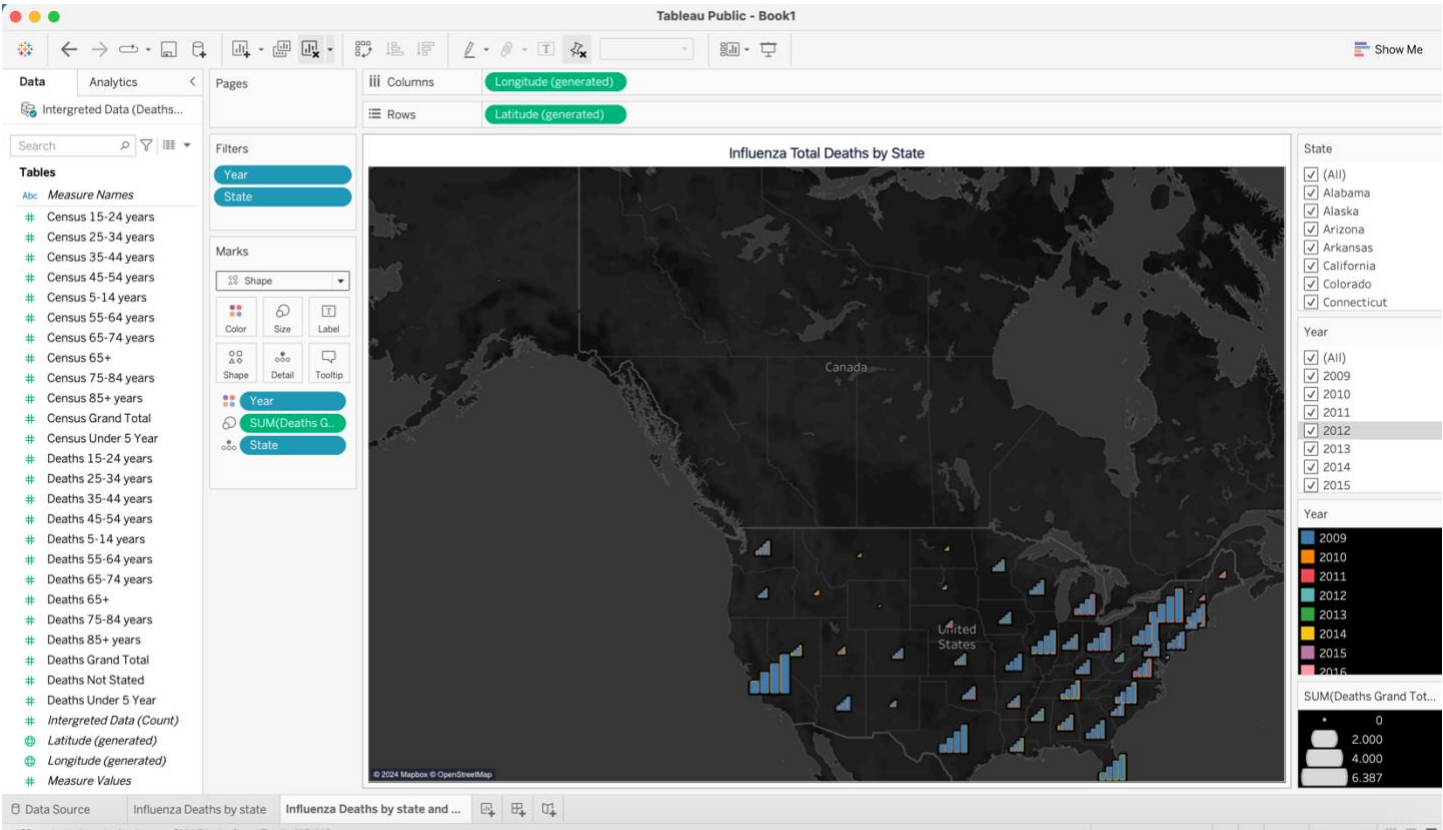 Tableau Public - Book1
Show Me
Data
Analytics
Intergreted Data (Deaths...
Search
Tables
Abc Measure Names
Census 15-24 years
Census 25-34 years
Census 35-44 years
Census 45-54 years
Census 5-14 years
Census 55-64 years
Census 65-74 years
Census 65+
Census 75-84 years
Census 85+ years
Census Grand Total
Census Under 5 Year
Deaths 15-24 years
Deaths 25-34 years
Deaths 35-44 years
Deaths 45-54 years
Deaths 5-14 years
Deaths 55-64 years
Deaths 65-74 years
Deaths 65+
Deaths 75-84 years
Deaths 85+ years
Deaths Grand Total
Deaths Not Stated
Deaths Under 5 Year
Intergreted Data (Count)
Latitude (generated)
Longitude (generated)
Measure Values
Pages
Filters
Year
State
Marks
Shape
Color
Size
Label
Shape
Detail
Tooltip
Year
SUM(Deaths G..
State
Columns
Longitude (generated)
Rows
Latitude (generated)
Influenza Total Deaths by State
Canada
United
States
© 2024 Mapbox © OpenStreetMap
State
(All)
Alabama
Alaska
Arizona
Arkansas
California
Colorado
Connecticut
Year
(All)
2009
2010
2011
2012
2013
2014
2015
Year
2009
2010
2011
2012
2013
2014
2015
2016
SUM(Deaths Grand Tot...
0
2.000
4.000
6.387
Data Source
Influenza Deaths by state
Influenza Deaths by state and ...